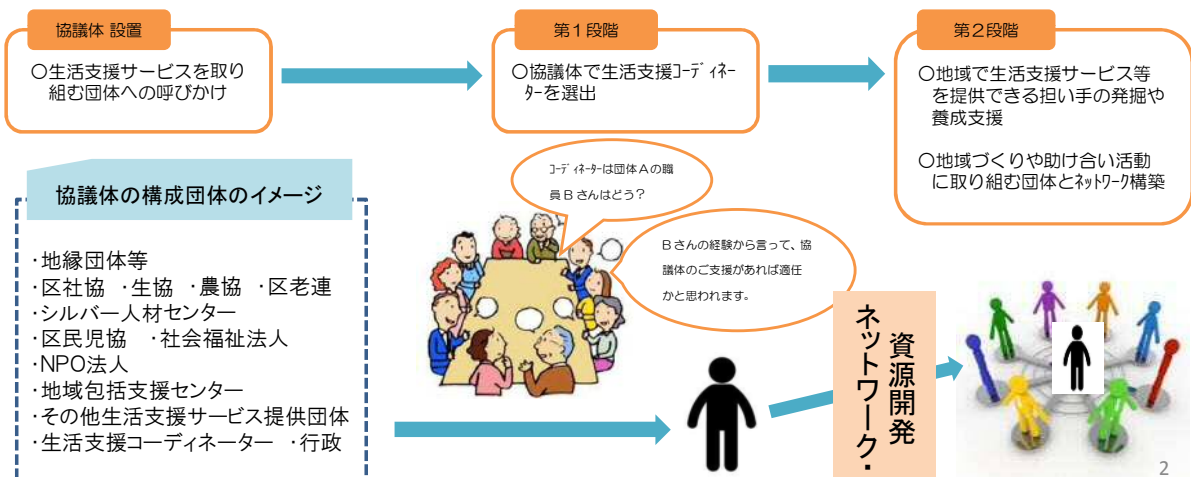 協議体 設置
○生活支援サービスを取り
組む団体への呼びかけ
第1段階
○協議体で生活支援ｺｰﾃﾞｨﾈｰ
ﾀｰを選出
第2段階
○地域で生活支援サービス等
を提供できる担い手の発掘や
養成支援
○地域づくりや助け合い活動
に取り組む団体とﾈｯﾄﾜｰｸ構築
協議体の構成団体のイメージ
・地縁団体等
・区社協 ・生協 ・農協 ・区老連
・シルバー人材センター
・区民児協 ・社会福祉法人
・NPO法人
・地域包括支援センター
・その他生活支援サービス提供団体
・生活支援コーディネーター ・行政
ｺｰﾃﾞｨﾈｰﾀｰは団体Aの職
員Bさんはどう？
Bさんの経験から言って、協
議体のご支援があれば適任
かと思われます。
ネットワーク・
資源開発
2